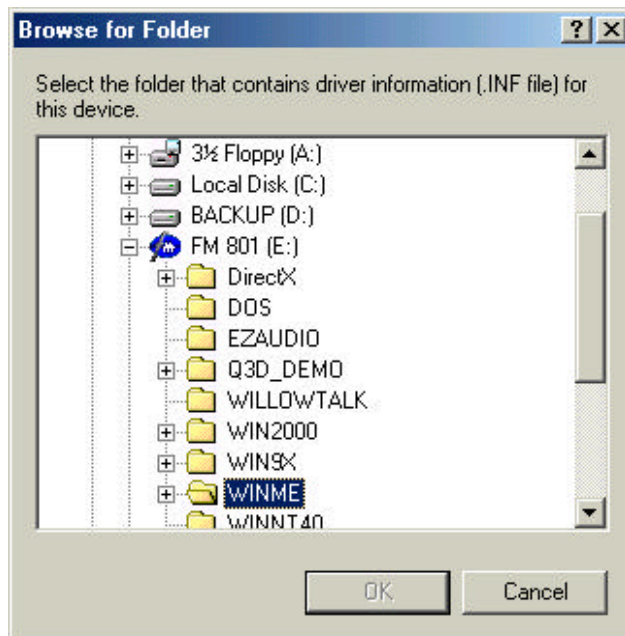 Browse for Folder
Select the folder that contains driver information (.INF file) for
this device.
3½ Floppy (A:)
Local Disk (C:)
BACKUP (D:)
FM 801 (E:)
DirectX
DOS
EZAUDIO
Q3D_DEMO
WILLOWTALK
WIN2000
WIN9X
WINME
WINNT40
OK
Cancel